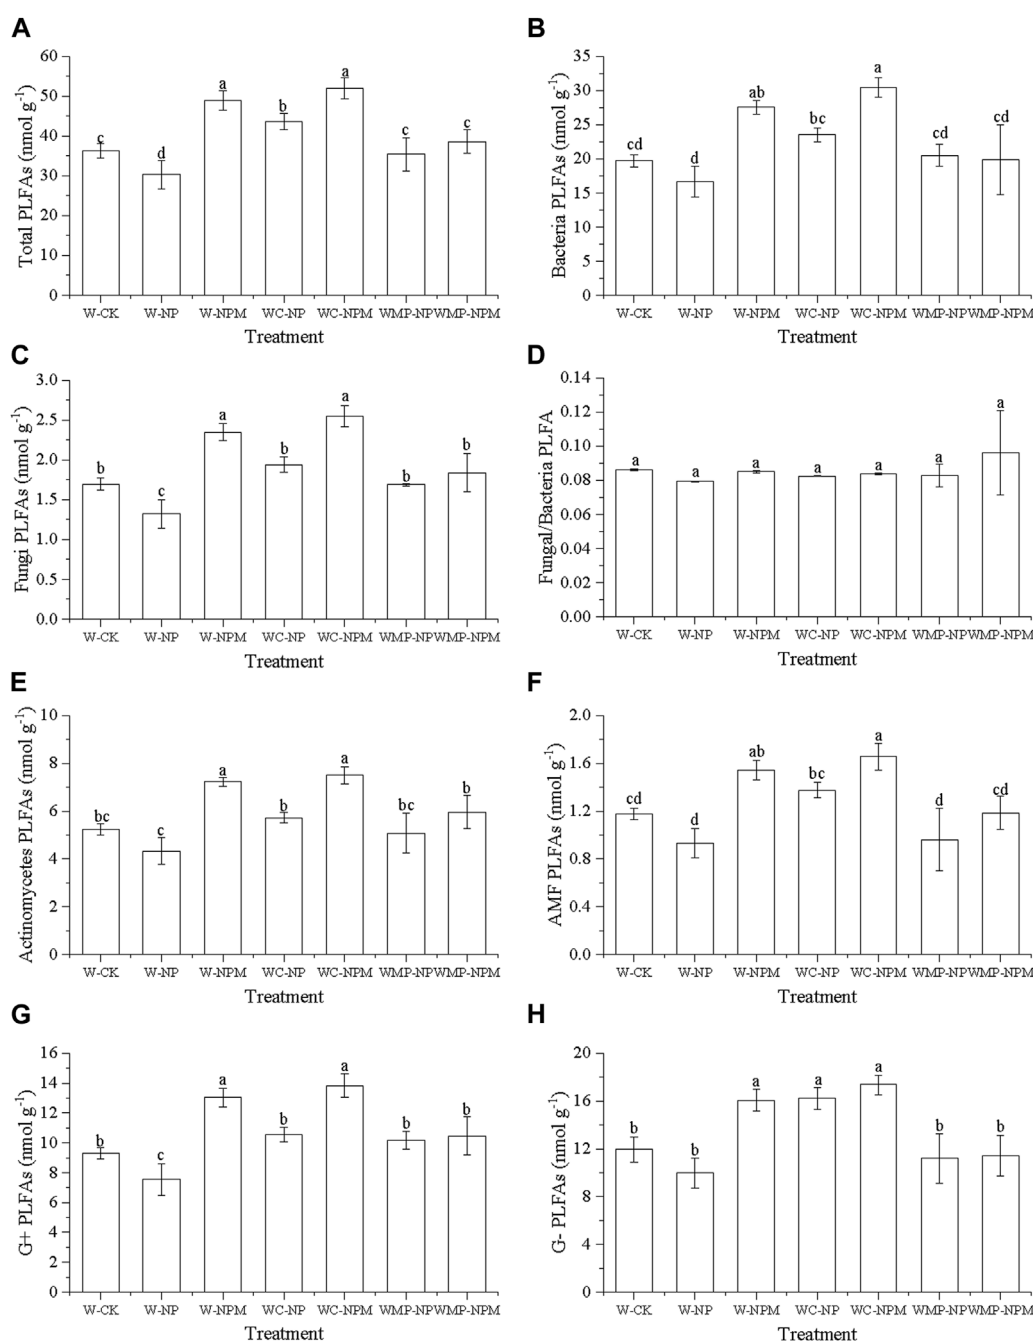 A
Total PLFAs (nmol g-1)
60
50
40
30
20
10
0
c
d
a
b
a
c
c
W-CK W-NP W-NPM WC-NP WC-NPM WMP-NP WMP-NPM
Treatment
B
Bacteria PLFAs (nmol g-1)
35
30
25
20
15
10
5
0
cd
d
ab
bc
a
cd
cd
W-CK W-NP W-NPM WC-NP WC-NPM WMP-NP WMP-NPM
Treatment
C
Fungi PLFAs (nmol g-1)
3.0
2.5
2.0
1.5
1.0
0.5
0.0
b
c
a
b
a
b
b
W-CK W-NP W-NPM WC-NP WC-NPM WMP-NP WMP-NPM
Treatment
D
Fungal/Bacteria PLFA
0.14
0.12
0.10
0.08
0.06
0.04
0.02
0.00
a
a
a
a
a
a
a
W-CK W-NP W-NPM WC-NP WC-NPM WMP-NP WMP-NPM
Treatment
E
Actinomycetes PLFAs (nmol g-1)
10
8
6
4
2
0
bc
c
a
b
a
bc
b
W-CK W-NP W-NPM WC-NP WC-NPM WMP-NP WMP-NPM
Treatment
F
AMF PLFAs (nmol g-1)
2.0
1.6
1.2
0.8
0.4
0.0
cd
d
ab
bc
a
d
cd
W-CK W-NP W-NPM WC-NP WC-NPM WMP-NP WMP-NPM
Treatment
G
G+ PLFAs (nmol g-1)
16
14
12
10
8
6
4
2
0
b
c
a
b
a
b
b
W-CK W-NP W-NPM WC-NP WC-NPM WMP-NP WMP-NPM
Treatment
H
G- PLFAs (nmol g-1)
20
16
12
8
4
0
b
b
a
a
a
b
b
W-CK W-NP W-NPM WC-NP WC-NPM WMP-NP WMP-NPM
Treatment